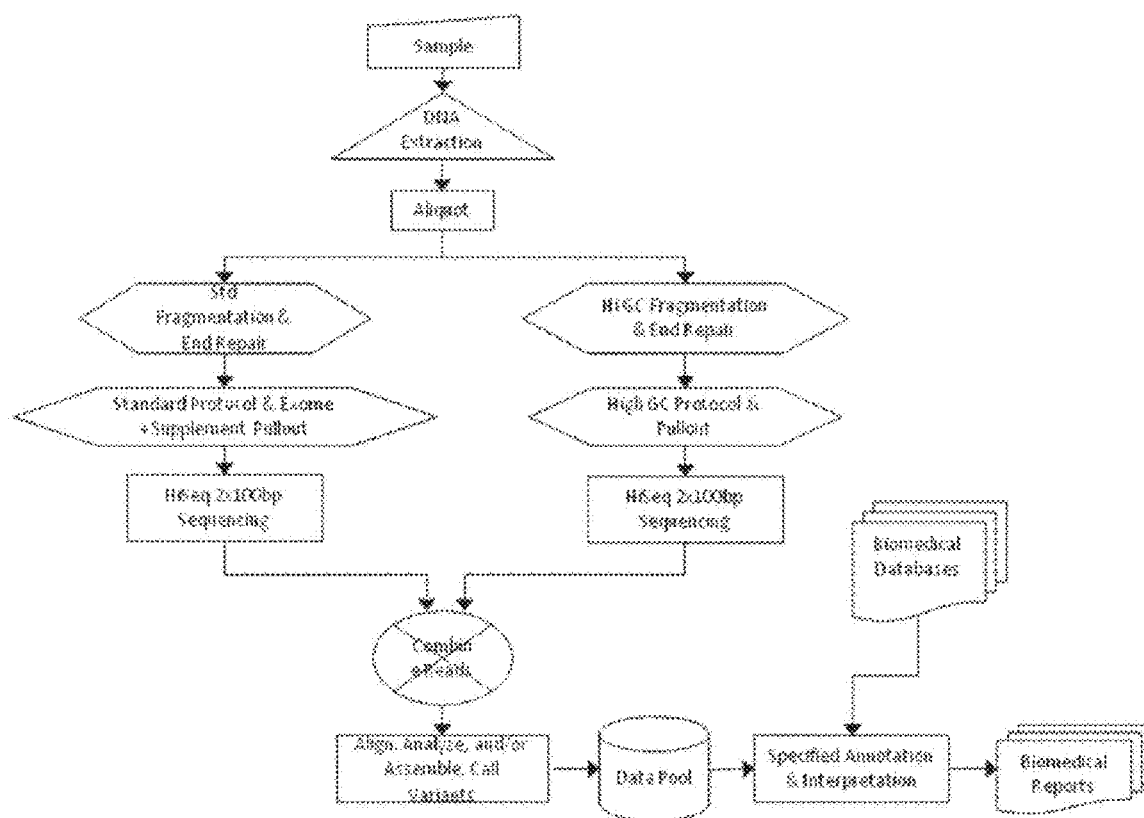 Sample
DNA
Extraction
Aliquot
Std
Fragmentation &
End Repair
Hi GC Fragmentation
& End Repair
Standard Protocol & Exome
+Supplement Pullout
High GC Protocol &
Pullout
HiSeq 2x100bp
Sequencing
HiSeq 2x100bp
Sequencing
Biomedical
Databases
Combin
e Reads
Align, Analyze, and/or
Assemble, Call
Variants
Data Pool
Specified Annotation
& Interpretation
Biomedical
Reports